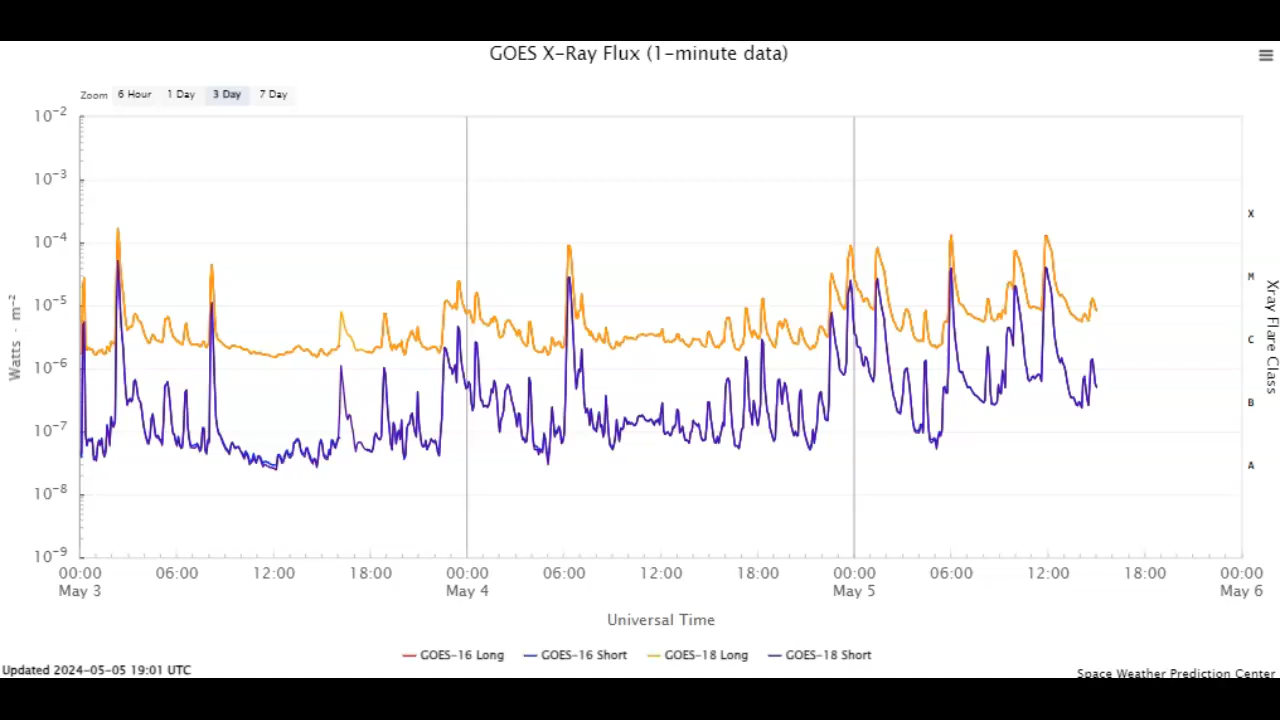 GOES X-Ray Flux (1-minute data)
Zoom 6 Hour 1 Day 3 Day 7 Day
10⁻²
10⁻³
10⁻⁴
10⁻⁵
10⁻⁶
10⁻⁷
10⁻⁸
10⁻⁹
Watts · m⁻²
X
M
C
B
A
Xray Flare Class
00:00 06:00 12:00 18:00 00:00 06:00 12:00 18:00 00:00 06:00 12:00 18:00 00:00
May 3 May 4 May 5 May 6
Universal Time
GOES-16 Long GOES-16 Short GOES-18 Long GOES-18 Short
Updated 2024-05-05 19:01 UTC
Space Weather Prediction Center